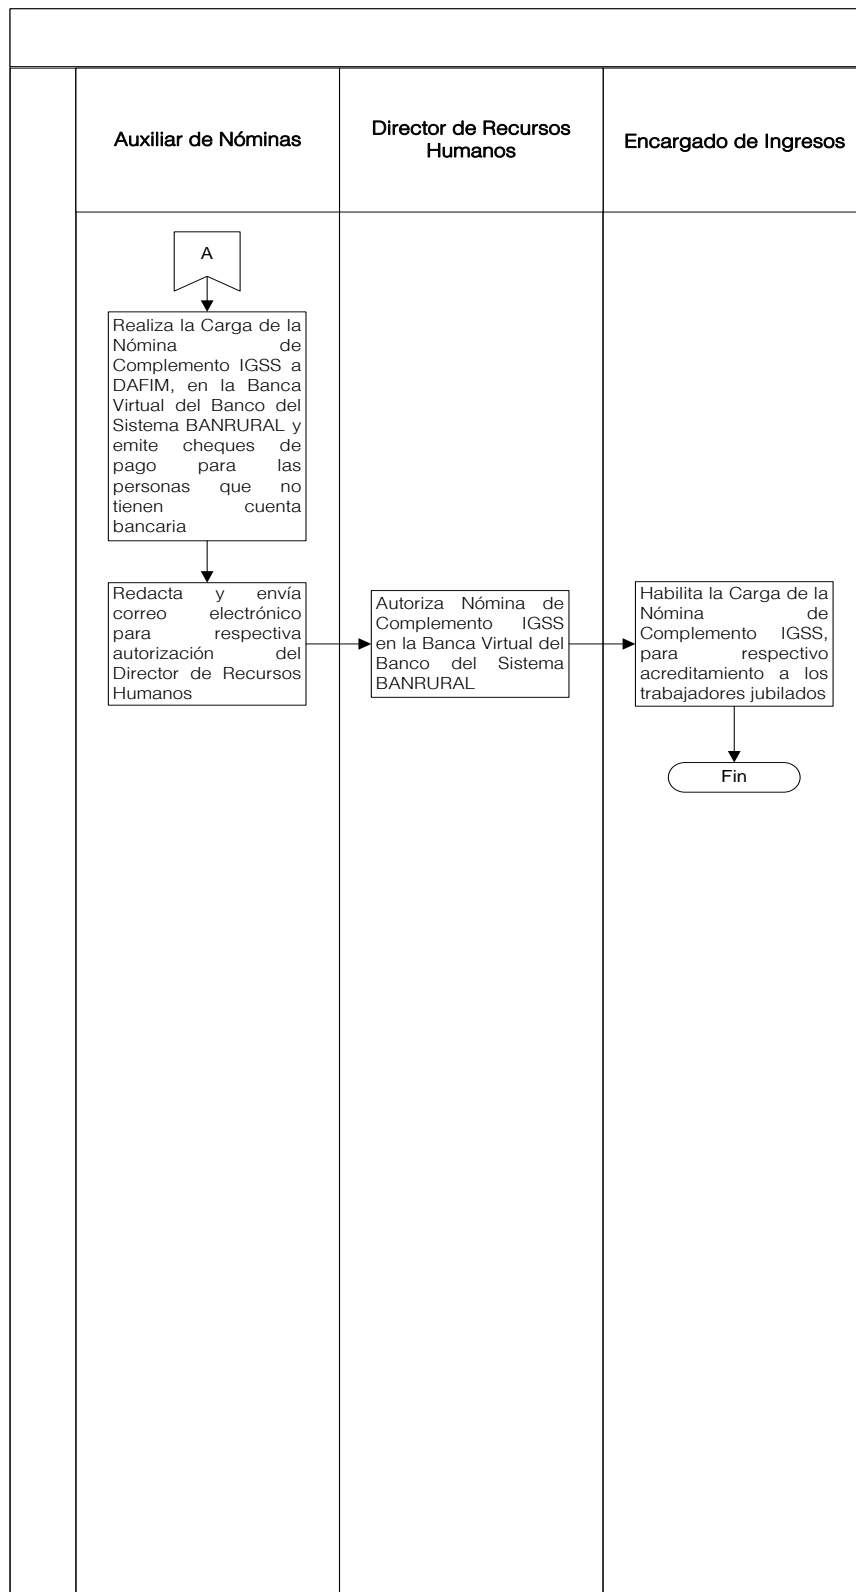 Auxiliar de Nóminas
Director de Recursos
Humanos
Encargado de Ingresos
A
Realiza la Carga de la
Nómina de
Complemento IGSS a
DAFIM, en la Banca
Virtual del Banco del
Sistema BANRURAL y
emite cheques de
pago para las
personas que no
tienen cuenta
bancaria
Redacta y envía
correo electrónico
para respectiva
autorización del
Director de Recursos
Humanos
Autoriza Nómina de
Complemento IGSS
en la Banca Virtual del
Banco del Sistema
BANRURAL
Habilita la Carga de la
Nómina de
Complemento IGSS,
para respectivo
acreditamiento a los
trabajadores jubilados
Fin